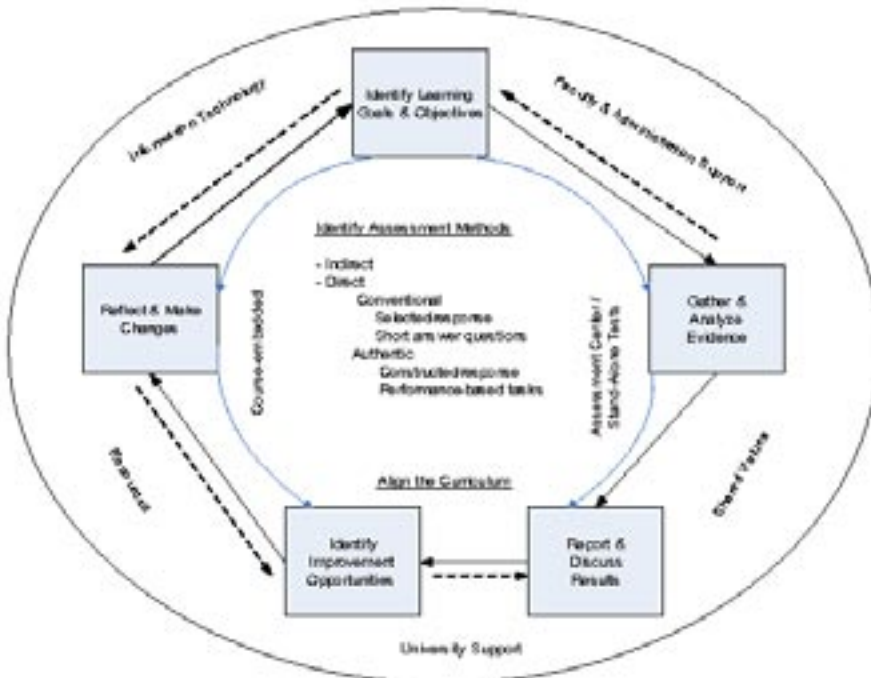 Identify Learning
Goals & Objectives
Information Technology
Faculty & Administration Support
Identify Assessment Methods
- Indirect
- Direct
Conventional
Selected response
Short answer questions
Authentic
Constructed response
Performance-based tasks
Reflect & Make
Changes
Gather &
Analyze
Evidence
Course-embedded
Assessment Center /
Stand-Alone Tests
Resources
Shared Values
Align the Curriculum
Identify
Improvement
Opportunities
Report &
Discuss
Results
University Support